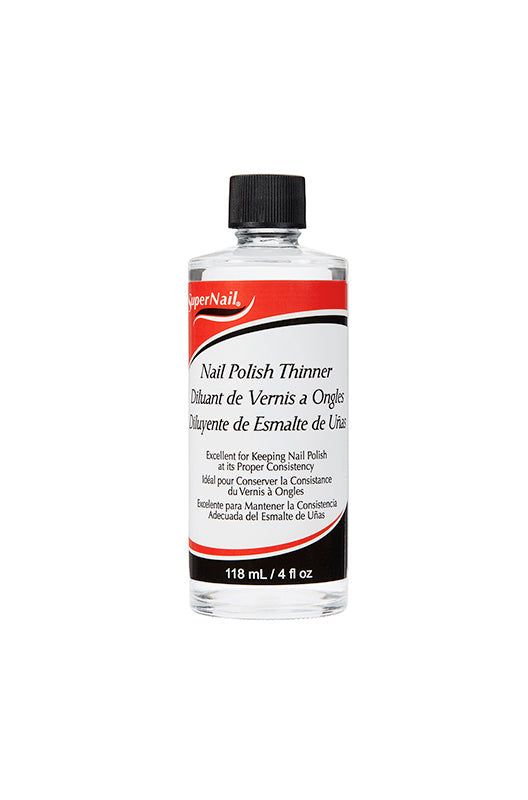 SuperNail®
Nail Polish Thinner
Diluant de Vernis a Ongles
Diluyente de Esmalte de Uñas
Excellent for Keeping Nail Polish
at its Proper Consistency
Idéal pour Conserver la Consistance
du Vernis à Ongles
Excelente para Mantener la Consistencia
Adecuada del Esmalte de Uñas
118 mL / 4 fl oz